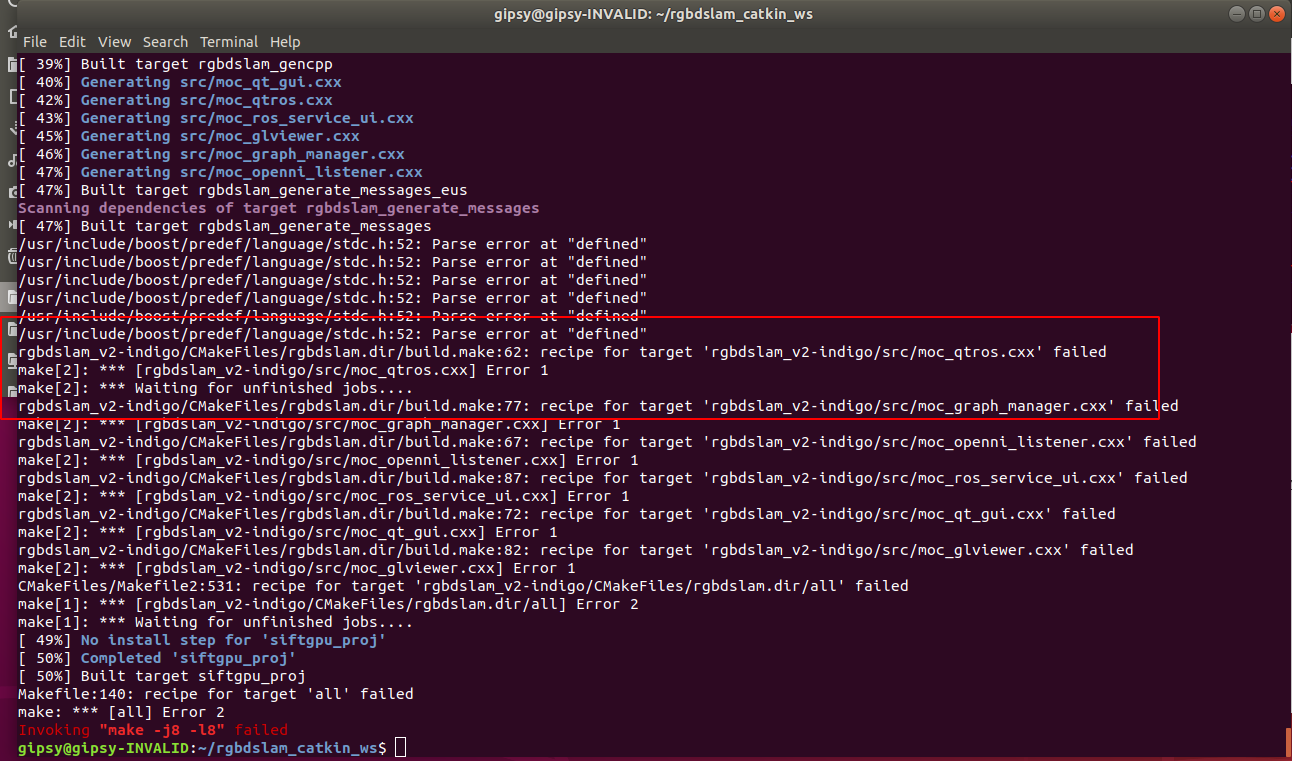 gipsy@gipsy-INVALID: ~/rgbdslam_catkin_ws
File Edit View Search Terminal Help
[ 39%] Built target rgbdslam_gencpp
[ 40%] Generating src/moc_qt_gui.cxx
[ 42%] Generating src/moc_qtros.cxx
[ 43%] Generating src/moc_ros_service_ui.cxx
[ 45%] Generating src/moc_glviewer.cxx
[ 46%] Generating src/moc_graph_manager.cxx
[ 47%] Generating src/moc_openni_listener.cxx
[ 47%] Built target rgbdslam_generate_messages_eus
Scanning dependencies of target rgbdslam_generate_messages
[ 47%] Built target rgbdslam_generate_messages
/usr/include/boost/predef/language/stdc.h:52: Parse error at "defined"
/usr/include/boost/predef/language/stdc.h:52: Parse error at "defined"
/usr/include/boost/predef/language/stdc.h:52: Parse error at "defined"
/usr/include/boost/predef/language/stdc.h:52: Parse error at "defined"
/usr/include/boost/predef/language/stdc.h:52: Parse error at "defined"
/usr/include/boost/predef/language/stdc.h:52: Parse error at "defined"
rgbdslam_v2-indigo/CMakeFiles/rgbdslam.dir/build.make:62: recipe for target 'rgbdslam_v2-indigo/src/moc_qtros.cxx' failed
make[2]: *** [rgbdslam_v2-indigo/src/moc_qtros.cxx] Error 1
make[2]: *** Waiting for unfinished jobs....
rgbdslam_v2-indigo/CMakeFiles/rgbdslam.dir/build.make:77: recipe for target 'rgbdslam_v2-indigo/src/moc_graph_manager.cxx' failed
make[2]: *** [rgbdslam_v2-indigo/src/moc_graph_manager.cxx] Error 1
rgbdslam_v2-indigo/CMakeFiles/rgbdslam.dir/build.make:67: recipe for target 'rgbdslam_v2-indigo/src/moc_openni_listener.cxx' failed
make[2]: *** [rgbdslam_v2-indigo/src/moc_openni_listener.cxx] Error 1
rgbdslam_v2-indigo/CMakeFiles/rgbdslam.dir/build.make:87: recipe for target 'rgbdslam_v2-indigo/src/moc_ros_service_ui.cxx' failed
make[2]: *** [rgbdslam_v2-indigo/src/moc_ros_service_ui.cxx] Error 1
rgbdslam_v2-indigo/CMakeFiles/rgbdslam.dir/build.make:72: recipe for target 'rgbdslam_v2-indigo/src/moc_qt_gui.cxx' failed
make[2]: *** [rgbdslam_v2-indigo/src/moc_qt_gui.cxx] Error 1
rgbdslam_v2-indigo/CMakeFiles/rgbdslam.dir/build.make:82: recipe for target 'rgbdslam_v2-indigo/src/moc_glviewer.cxx' failed
make[2]: *** [rgbdslam_v2-indigo/src/moc_glviewer.cxx] Error 1
CMakeFiles/Makefile2:531: recipe for target 'rgbdslam_v2-indigo/CMakeFiles/rgbdslam.dir/all' failed
make[1]: *** [rgbdslam_v2-indigo/CMakeFiles/rgbdslam.dir/all] Error 2
make[1]: *** Waiting for unfinished jobs....
[ 49%] No install step for 'siftgpu_proj'
[ 50%] Completed 'siftgpu_proj'
[ 50%] Built target siftgpu_proj
Makefile:140: recipe for target 'all' failed
make: *** [all] Error 2
Invoking "make -j8 -l8" failed
gipsy@gipsy-INVALID:~/rgbdslam_catkin_ws$